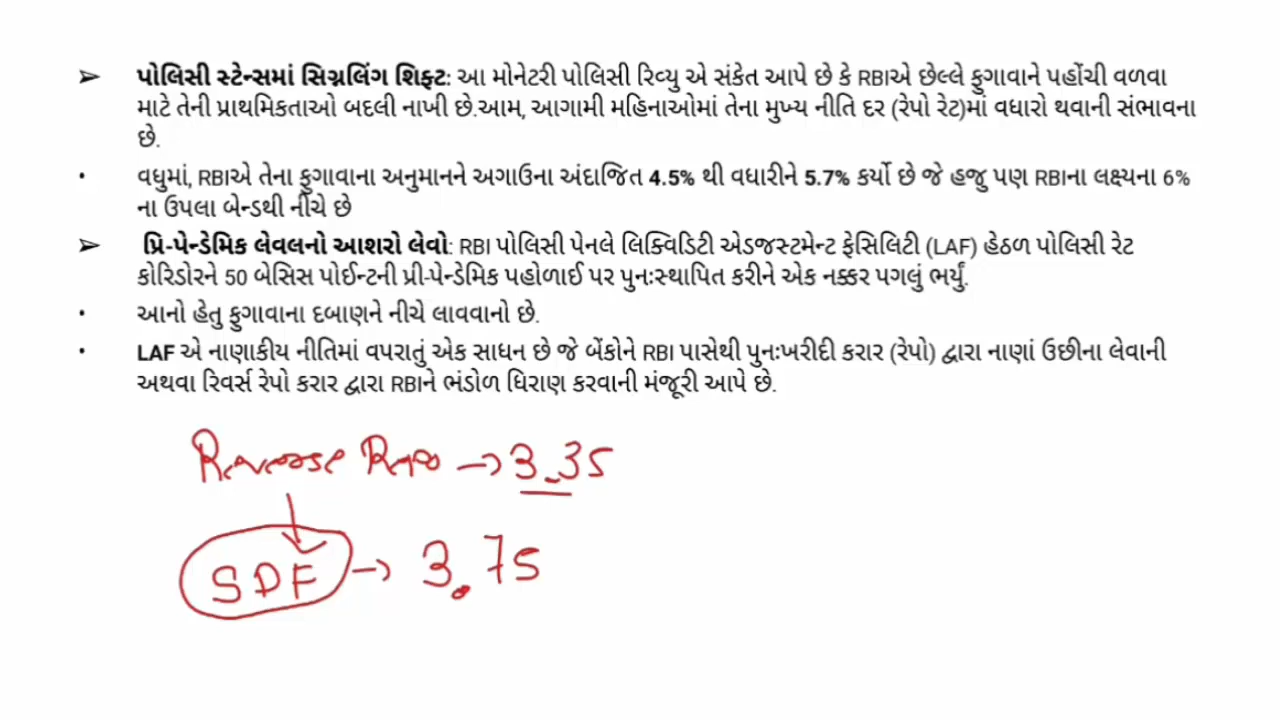 ➢ પોલિસી સ્ટેન્સમાં સિગ્નલિંગ શિફ્ટ: આ મોનેટરી પોલિસી રિવ્યુ એ સંકેત આપે છે કે RBIએ છેલ્લે ફુગાવાને પહોંચી વળવા
માટે તેની પ્રાથમિકતાઓ બદલી નાખી છે.આમ, આગામી મહિનાઓમાં તેના મુખ્ય નીતિ દર (રેપો રેટ)માં વધારો થવાની સંભાવના
છે.
• વધુમાં, RBIએ તેના ફુગાવાના અનુમાનને અગાઉના અંદાજિત 4.5% થી વધારીને 5.7% કર્યો છે જે હજુ પણ RBIના લક્ષ્યના 6%
ના ઉપલા બેન્ડથી નીચે છે
➢ પ્રિ-પેન્ડેમિક લેવલનો આશરો લેવો: RBI પોલિસી પેનલે લિક્વિડિટી એડજસ્ટમેન્ટ ફેસિલિટી (LAF) હેઠળ પોલિસી રેટ
કોરિડોરને 50 બેસિસ પોઈન્ટની પ્રી-પેન્ડેમિક પહોળાઈ પર પુનઃસ્થાપિત કરીને એક નક્કર પગલું ભર્યું.
• આનો હેતુ ફુગાવાના દબાણને નીચે લાવવાનો છે.
• LAF એ નાણાકીય નીતિમાં વપરાતું એક સાધન છે જે બેંકોને RBI પાસેથી પુનઃખરીદી કરાર (રેપો) દ્વારા નાણાં ઉછીના લેવાની
અથવા રિવર્સ રેપો કરાર દ્વારા RBIને ભંડોળ ધિરાણ કરવાની મંજૂરી આપે છે.
Reverse Repo → 3.35
SDF → 3.75